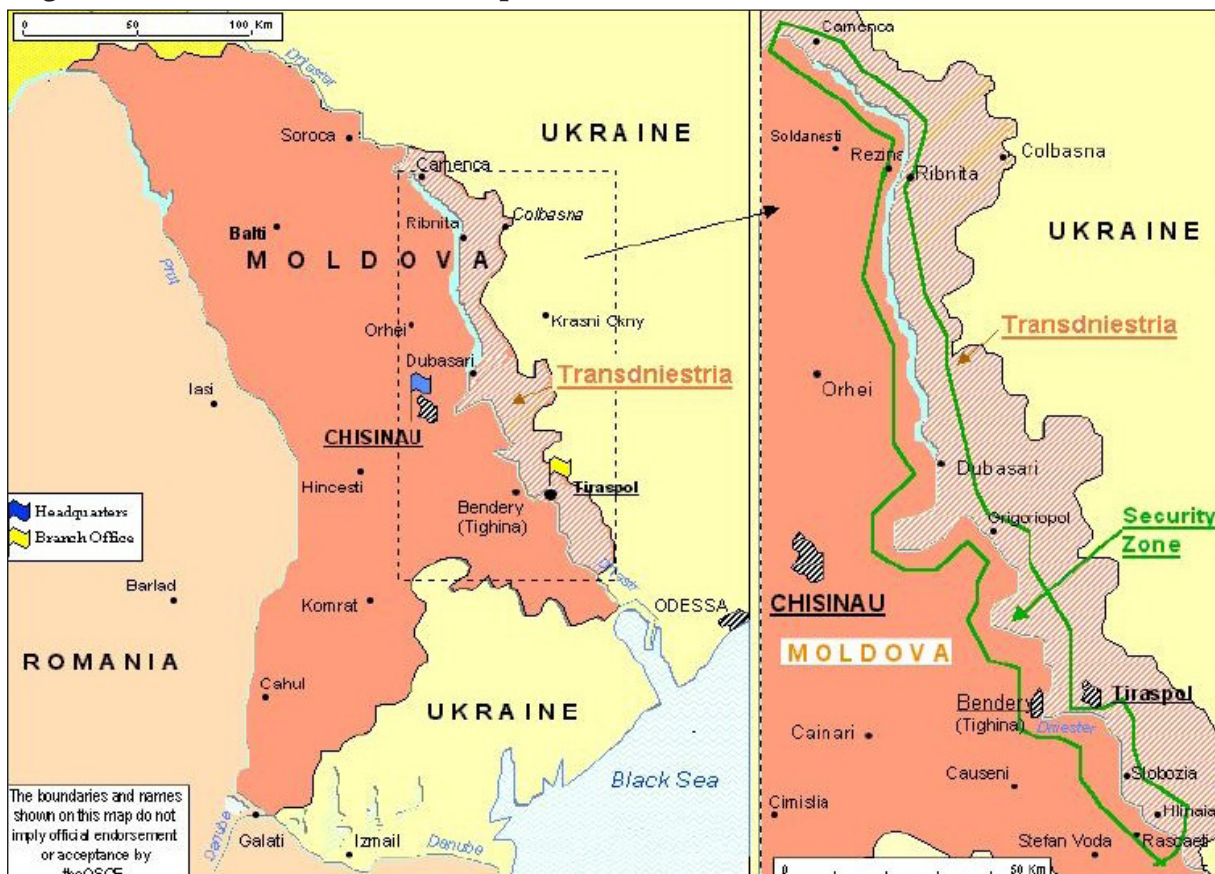 0 50 100 Km
Dniester
Soroca
UKRAINE
Camenca
Balti
Ribnita
Colbasna
MOLDOVA
Prut
Orhei
Krasni Ckny
Dubasari
Transdniestria
Iasi
CHISINAU
Hincesti
Tiraspol
Bendery
(Tighina)
Headquarters
Branch Office
Barlad
Komrat
ODESSA
ROMANIA
Cahul
UKRAINE
Black Sea
The boundaries and names
shown on this map do not
imply official endorsement
or acceptance by
the OSCE
Danube
Galati
Izmail
Danube
Camenca
Soldanesti
Rezina
Ribnita
Colbasna
UKRAINE
Transdniestria
Orhei
Dubasari
Grigoriopol
Security
Zone
CHISINAU
MOLDOVA
Bendery
(Tighina)
Tiraspol
Dniester
Cainari
Causeni
Slobozia
Cimislia
Hlinaia
Stefan Voda
Rascaeti
0 50 Km